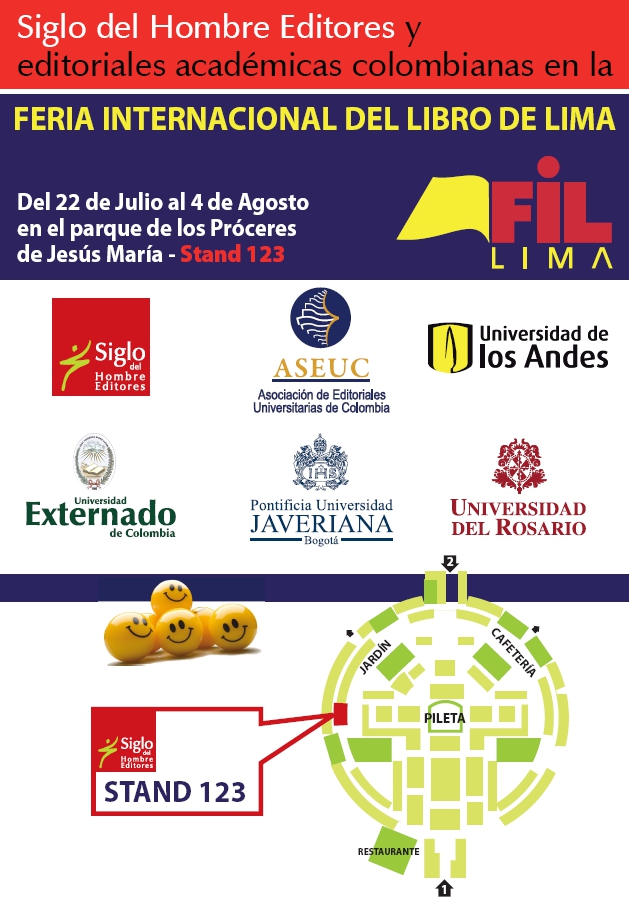 Siglo del Hombre Editores y
editoriales académicas colombianas en la
FERIA INTERNACIONAL DEL LIBRO DE LIMA
Del 22 de Julio al 4 de Agosto
en el parque de los Próceres
de Jesús María - Stand 123
FIL
LIMA
Siglo
del
Hombre
Editores
ASEUC
Asociación de Editoriales
Universitarias de Colombia
Universidad de
los Andes
Universidad
Externado
de Colombia
IHS
Pontificia Universidad
JAVERIANA
Bogotá
UNIVERSIDAD
DEL ROSARIO
2
JARDÍN
CAFETERÍA
PILETA
Siglo
del
Hombre
Editores
STAND 123
RESTAURANTE
1